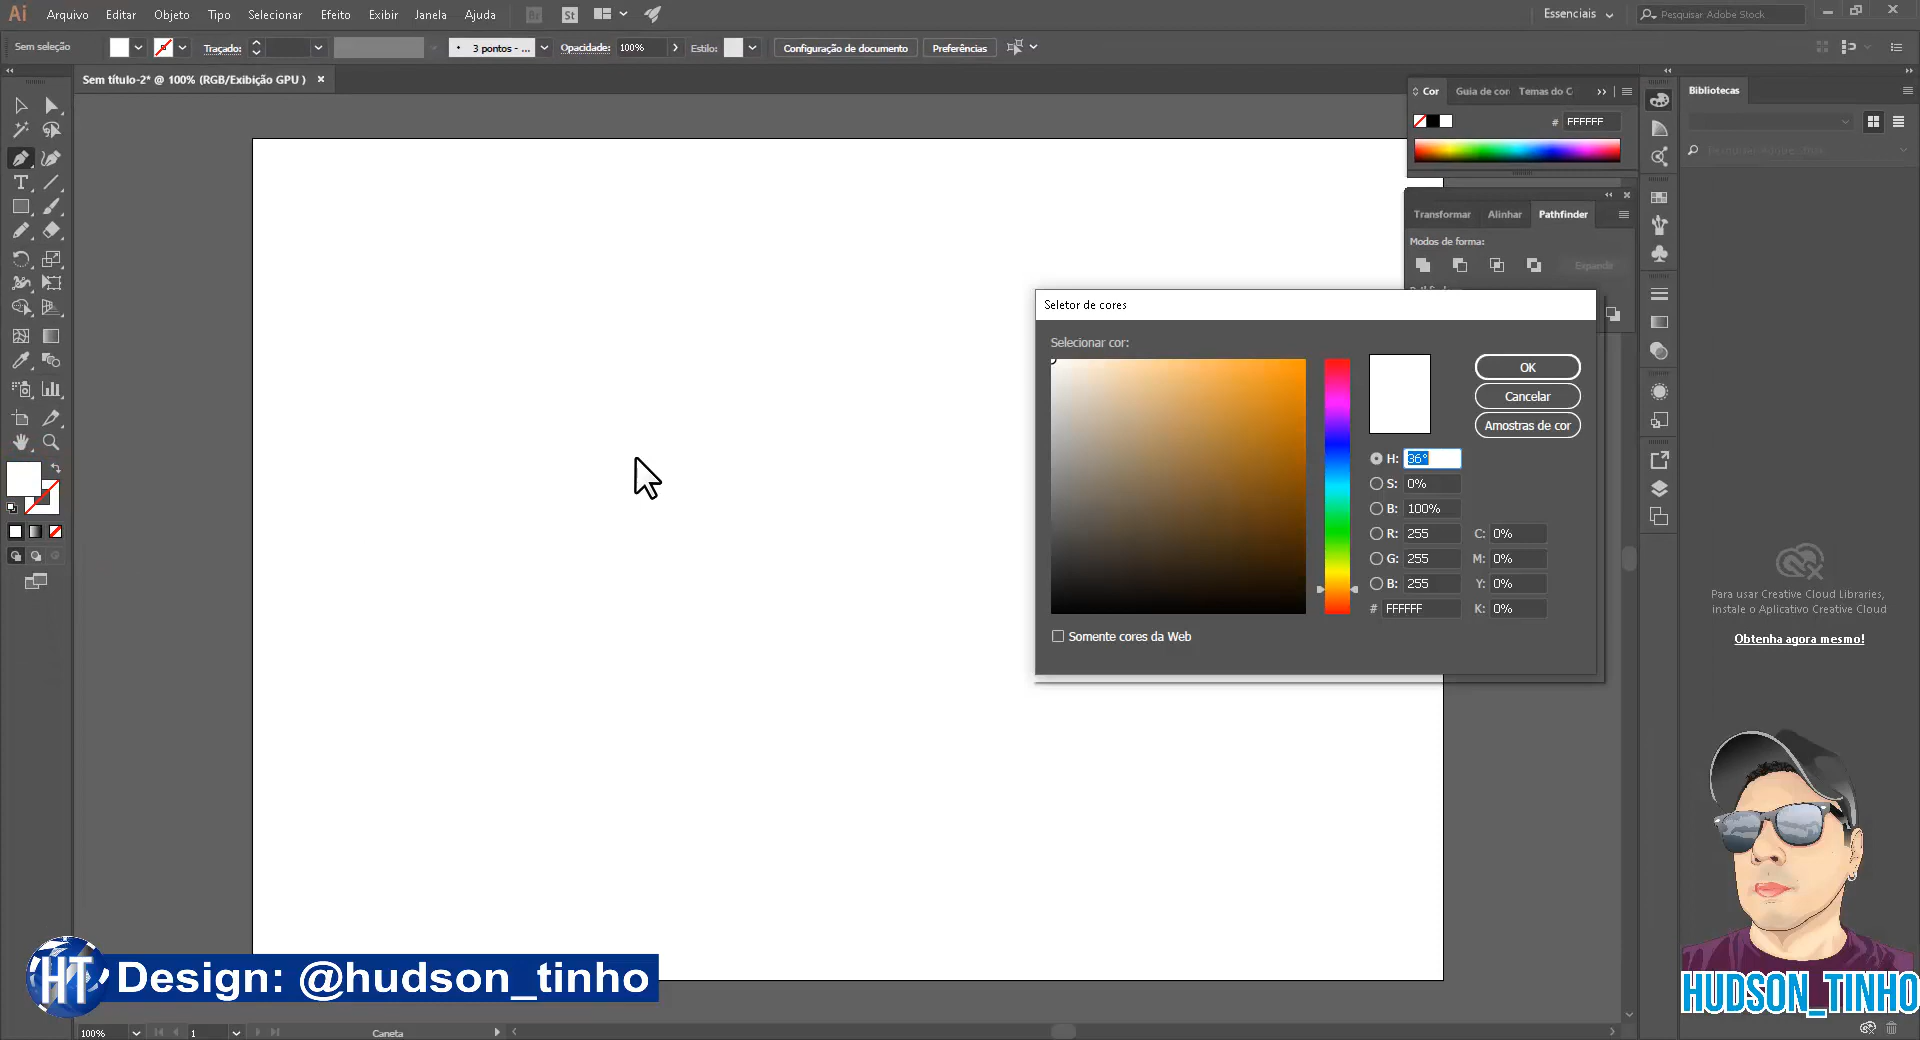 Ai Arquivo Editar Objeto Tipo Selecionar Efeito Exibir Janela Ajuda Br St Essenciais Pesquisar Adobe Stock
Sem seleção Traçado: 3 pontos - ... Opacidade: 100% Estilo: Configuração de documento Preferências
Sem título-2* @ 100% (RGB/Exibição GPU ) ×
Cor Guia de cor Temas do C
# FFFFFF
Bibliotecas
Transformar Alinhar Pathfinder
Modos de forma:
Expandir
Seletor de cores
Selecionar cor:
OK
Cancelar
Amostras de cor
H: 36°
S: 0%
B: 100%
R: 255 C: 0%
G: 255 M: 0%
B: 255 Y: 0%
# FFFFFF K: 0%
Somente cores da Web
Para usar Creative Cloud Libraries,
instale o Aplicativo Creative Cloud
Obtenha agora mesmo!
HT Design: @hudson_tinho
HUDSON_TINHO
100% 1 Caneta